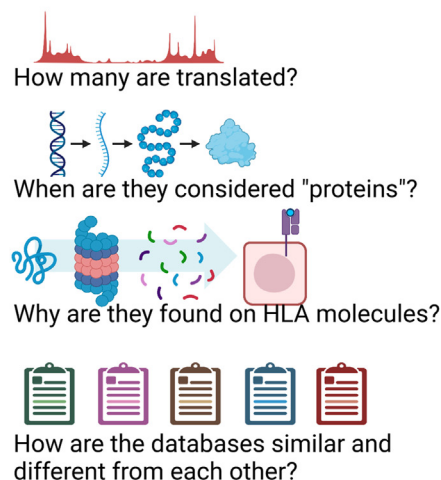 How many are translated?
When are they considered "proteins"?
Why are they found on HLA molecules?
How are the databases similar and
different from each other?